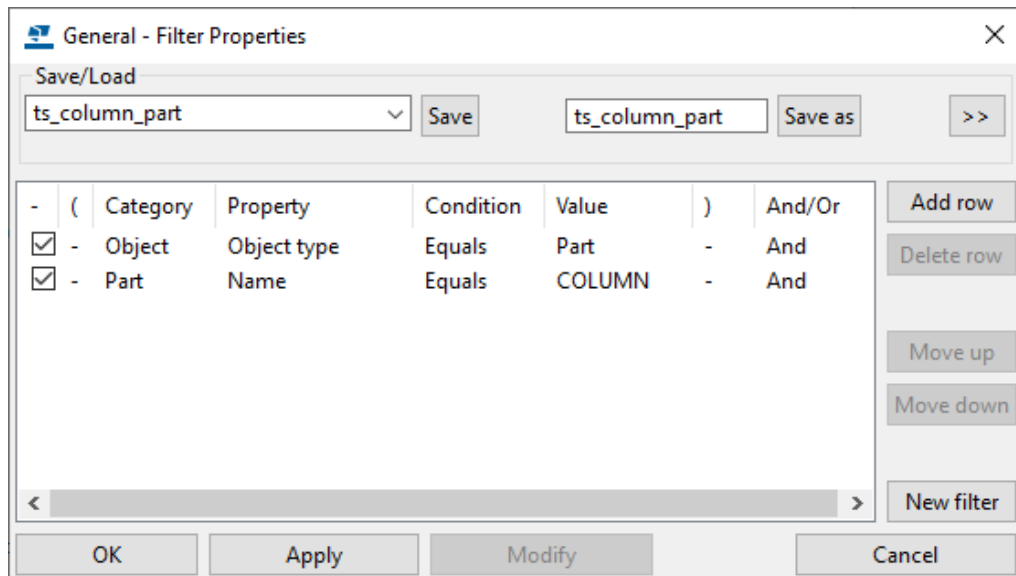 General - Filter Properties
Save/Load
ts_column_part Save ts_column_part Save as >>
- ( Category Property Condition Value ) And/Or Add row
- Object Object type Equals Part - And Delete row
- Part Name Equals COLUMN - And
Move up
Move down
New filter
OK Apply Modify Cancel